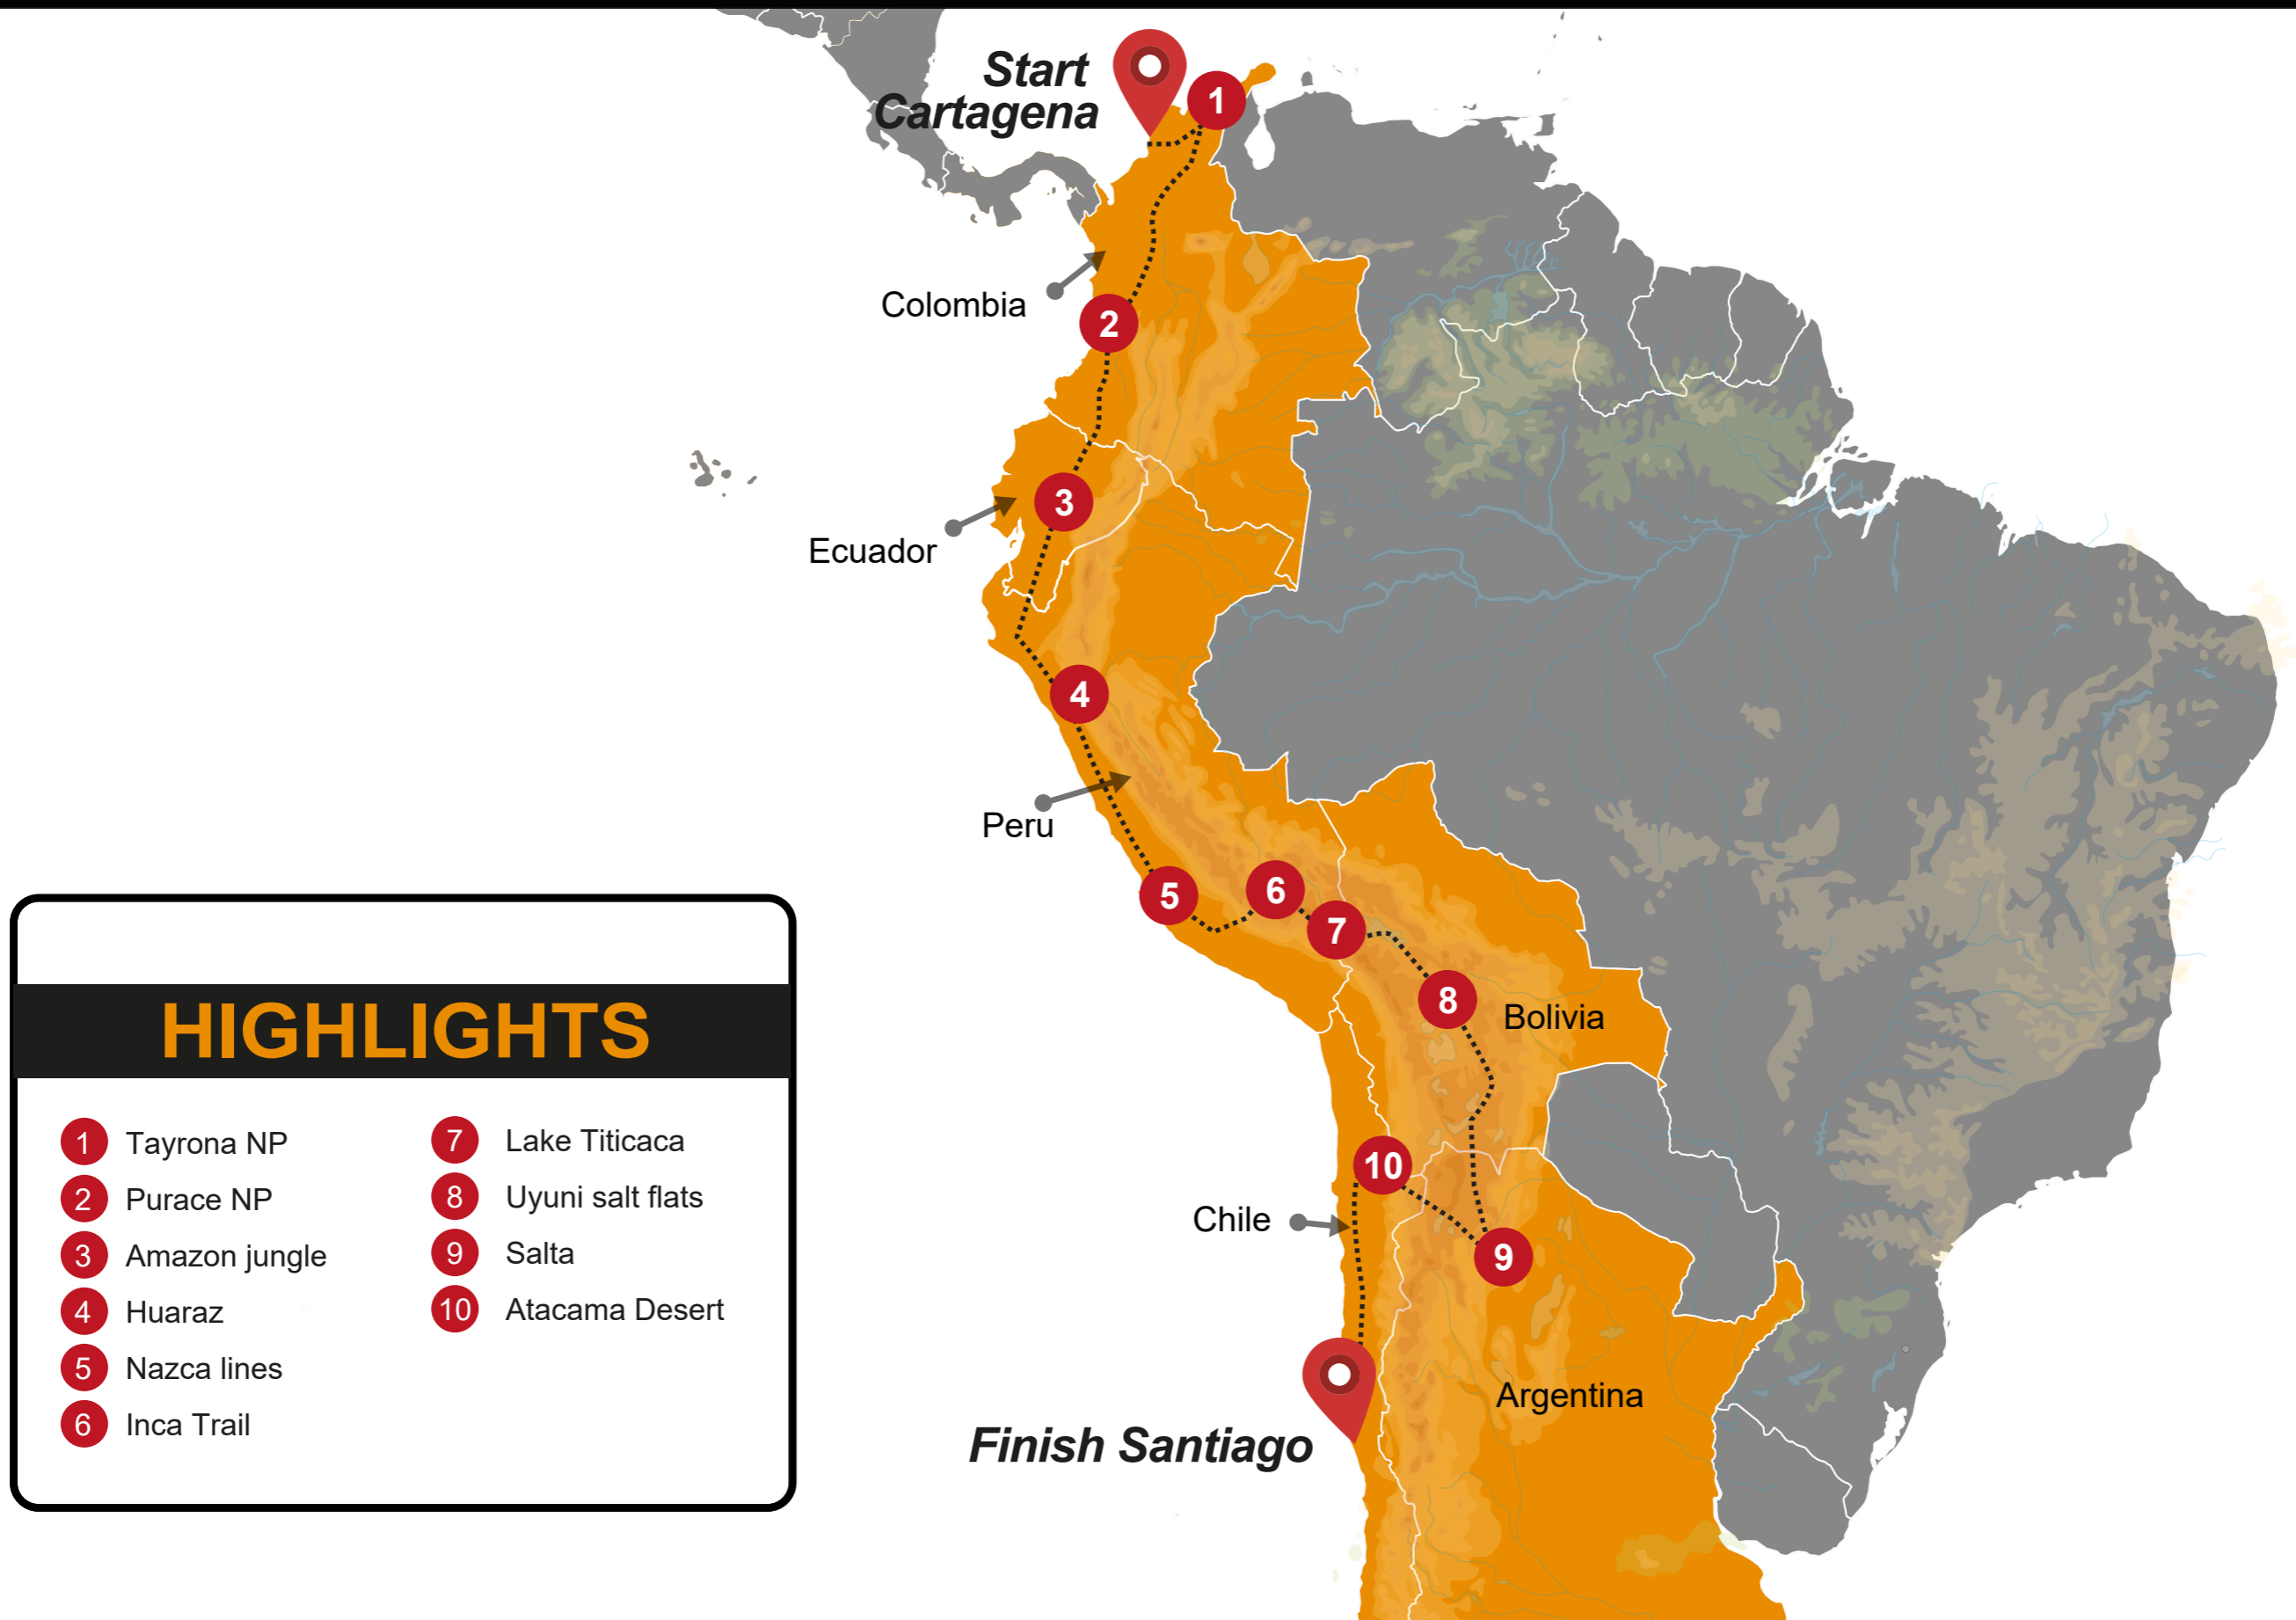 Start
Cartagena
1
Colombia
2
3
Ecuador
4
Peru
5
6
7
8
Bolivia
10
Chile
9
Argentina
Finish Santiago
HIGHLIGHTS
1 Tayrona NP
2 Purace NP
3 Amazon jungle
4 Huaraz
5 Nazca lines
6 Inca Trail
7 Lake Titicaca
8 Uyuni salt flats
9 Salta
10 Atacama Desert